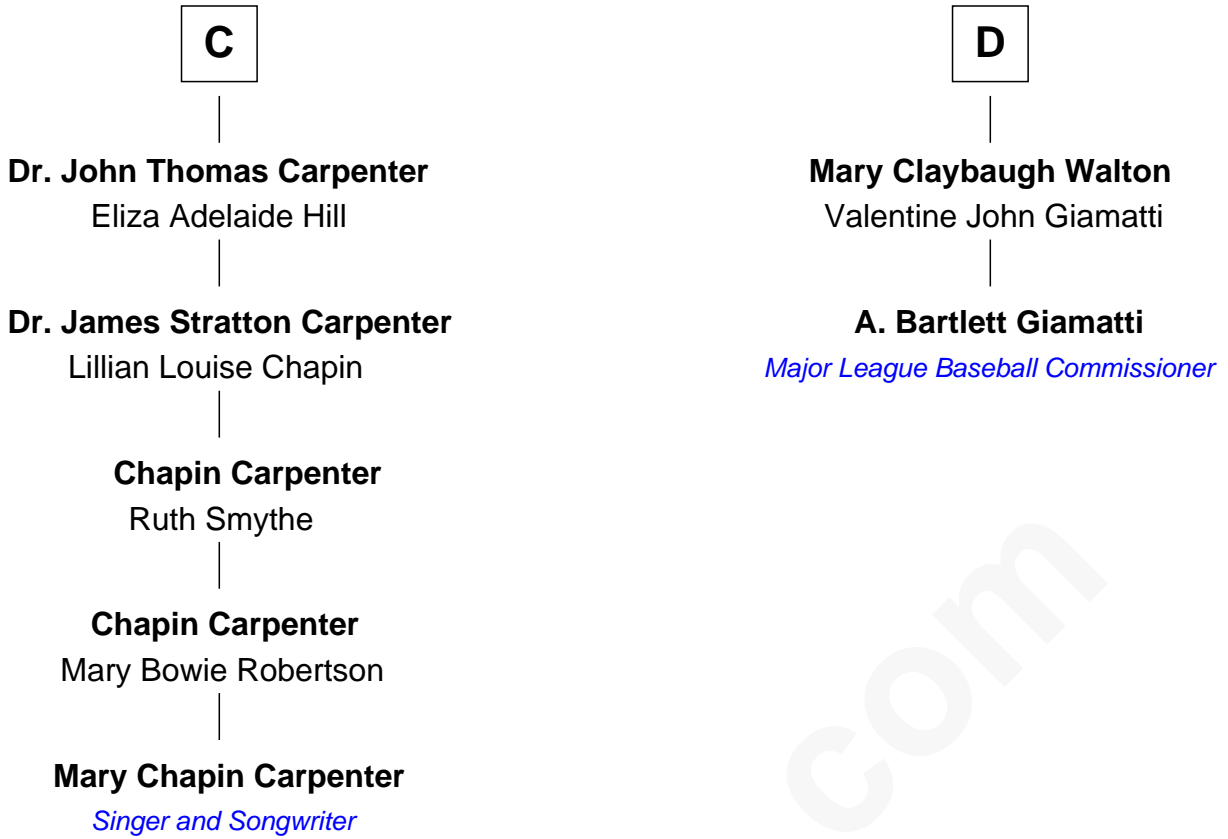 C
Dr. John Thomas Carpenter
Eliza Adelaide Hill
Dr. James Stratton Carpenter
Lillian Louise Chapin
Chapin Carpenter
Ruth Smythe
Chapin Carpenter
Mary Bowie Robertson
Mary Chapin Carpenter
Singer and Songwriter
D
Mary Claybaugh Walton
Valentine John Giamatti
A. Bartlett Giamatti
Major League Baseball Commissioner
com